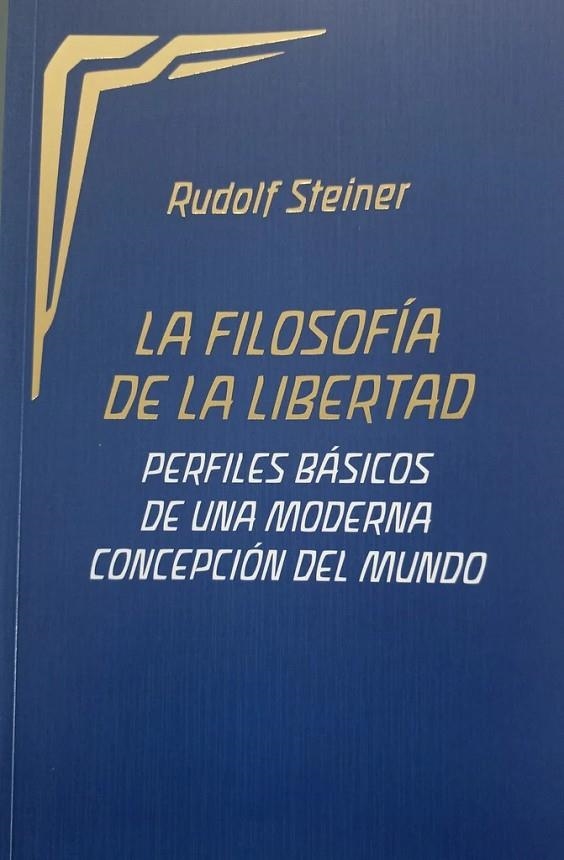 Rudolf Steiner
LA FILOSOFÍA
DE LA LIBERTAD
PERFILES BÁSICOS
DE UNA MODERNA
CONCEPCIÓN DEL MUNDO